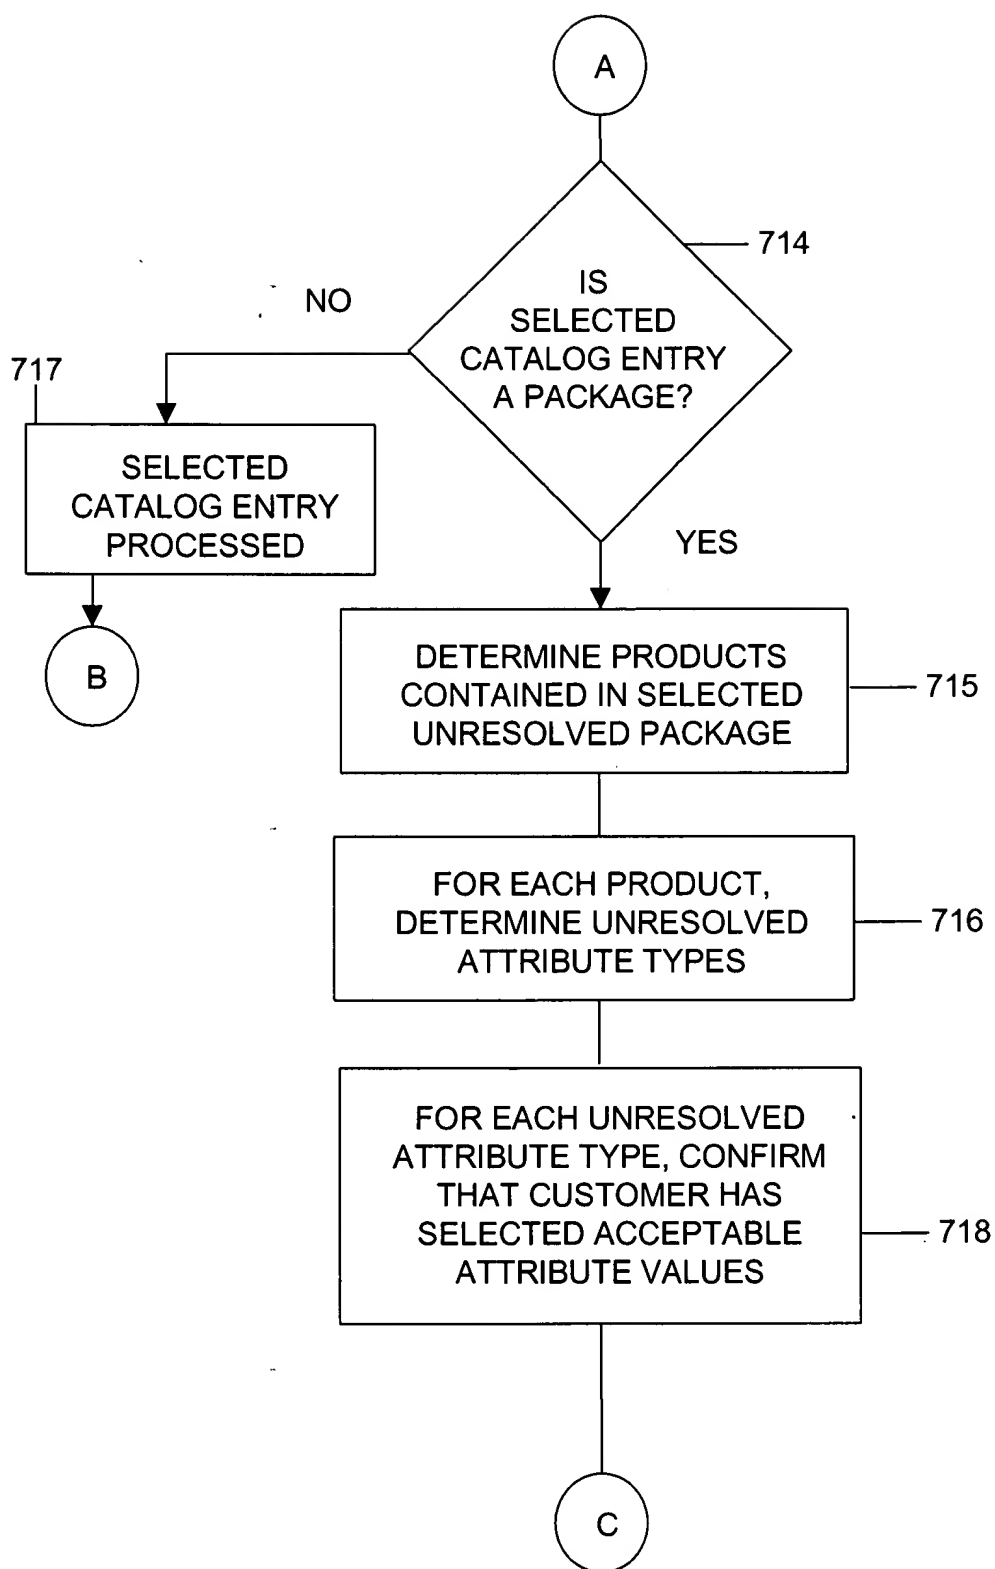 A
714
IS
SELECTED
CATALOG ENTRY
A PACKAGE?
NO
717
SELECTED
CATALOG ENTRY
PROCESSED
YES
B
DETERMINE PRODUCTS
CONTAINED IN SELECTED
UNRESOLVED PACKAGE
715
FOR EACH PRODUCT,
DETERMINE UNRESOLVED
ATTRIBUTE TYPES
716
FOR EACH UNRESOLVED
ATTRIBUTE TYPE, CONFIRM
THAT CUSTOMER HAS
SELECTED ACCEPTABLE
ATTRIBUTE VALUES
718
C